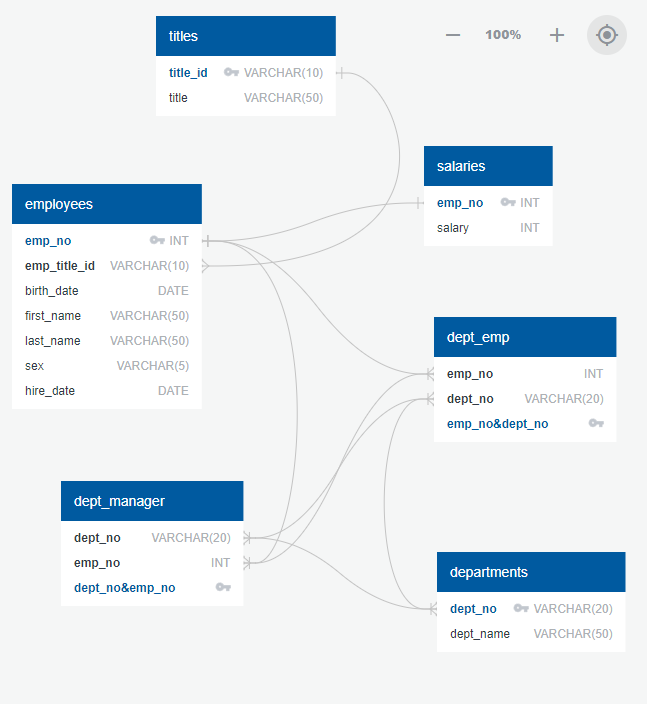 titles
title_id VARCHAR(10)
title VARCHAR(50)
100%
salaries
emp_no INT
salary INT
employees
emp_no INT
emp_title_id VARCHAR(10)
birth_date DATE
first_name VARCHAR(50)
last_name VARCHAR(50)
sex VARCHAR(5)
hire_date DATE
dept_emp
emp_no INT
dept_no VARCHAR(20)
emp_no&dept_no
dept_manager
dept_no VARCHAR(20)
emp_no INT
dept_no&emp_no
departments
dept_no VARCHAR(20)
dept_name VARCHAR(50)